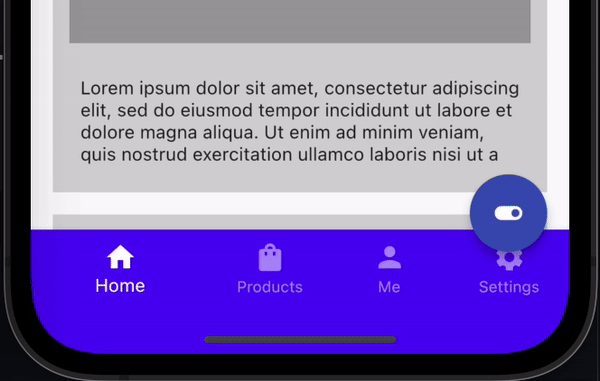 Lorem ipsum dolor sit amet, consectetur adipiscing
elit, sed do eiusmod tempor incididunt ut labore et
dolore magna aliqua. Ut enim ad minim veniam,
quis nostrud exercitation ullamco laboris nisi ut a
Home Products Me Settings